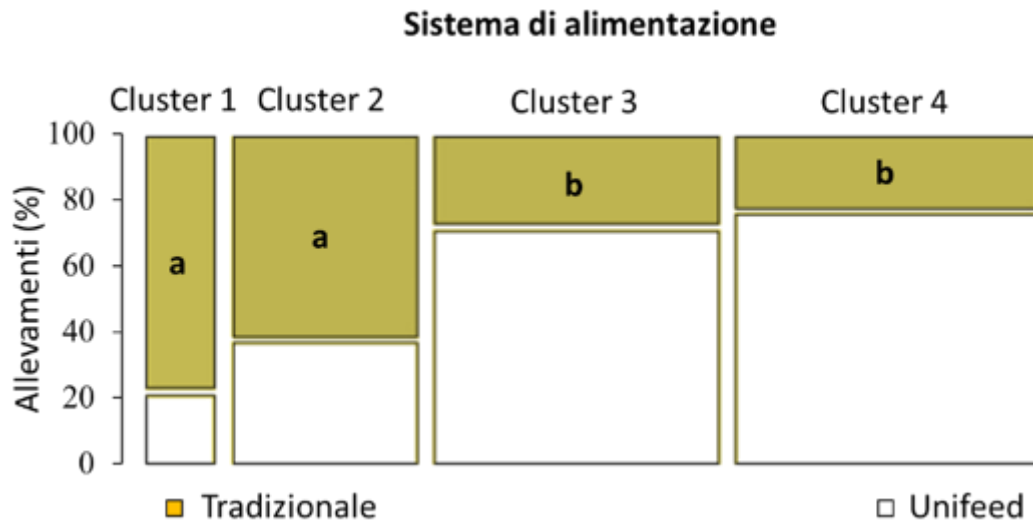 Sistema di alimentazione
Cluster 1 Cluster 2 Cluster 3 Cluster 4
Allevamenti (%)
100
80
60
40
20
0
a
a
b
b
Tradizionale
Unifeed